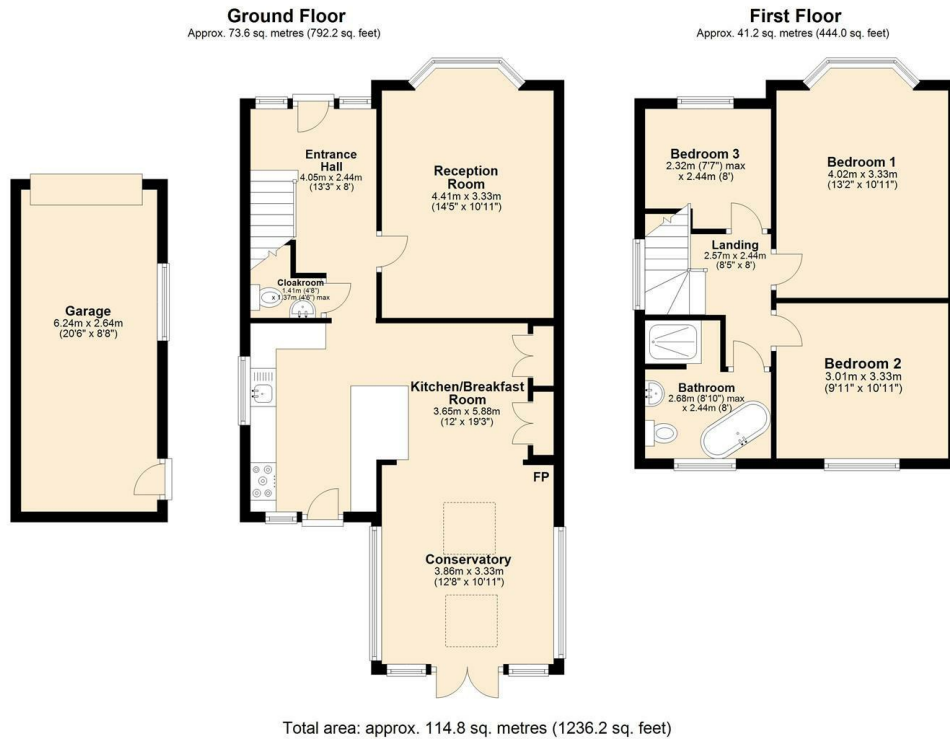 Ground Floor
Approx. 73.6 sq. metres (792.2 sq. feet)
First Floor
Approx. 41.2 sq. metres (444.0 sq. feet)
Entrance
Hall
4.05m x 2.44m
(13'3" x 8')
Reception
Room
4.41m x 3.33m
(14'5" x 10'11")
Cloakroom
1.41m (4'8")
x 1.37m (4'6") max
Garage
6.24m x 2.64m
(20'6" x 8'8")
Kitchen/Breakfast
Room
3.65m x 5.88m
(12' x 19'3")
FP
Conservatory
3.86m x 3.33m
(12'8" x 10'11")
Bedroom 3
2.32m (7'7") max
x 2.44m (8')
Bedroom 1
4.02m x 3.33m
(13'2" x 10'11")
Landing
2.57m x 2.44m
(8'5" x 8')
Bedroom 2
3.01m x 3.33m
(9'11" x 10'11")
Bathroom
2.68m (8'10") max
x 2.44m (8')
Total area: approx. 114.8 sq. metres (1236.2 sq. feet)